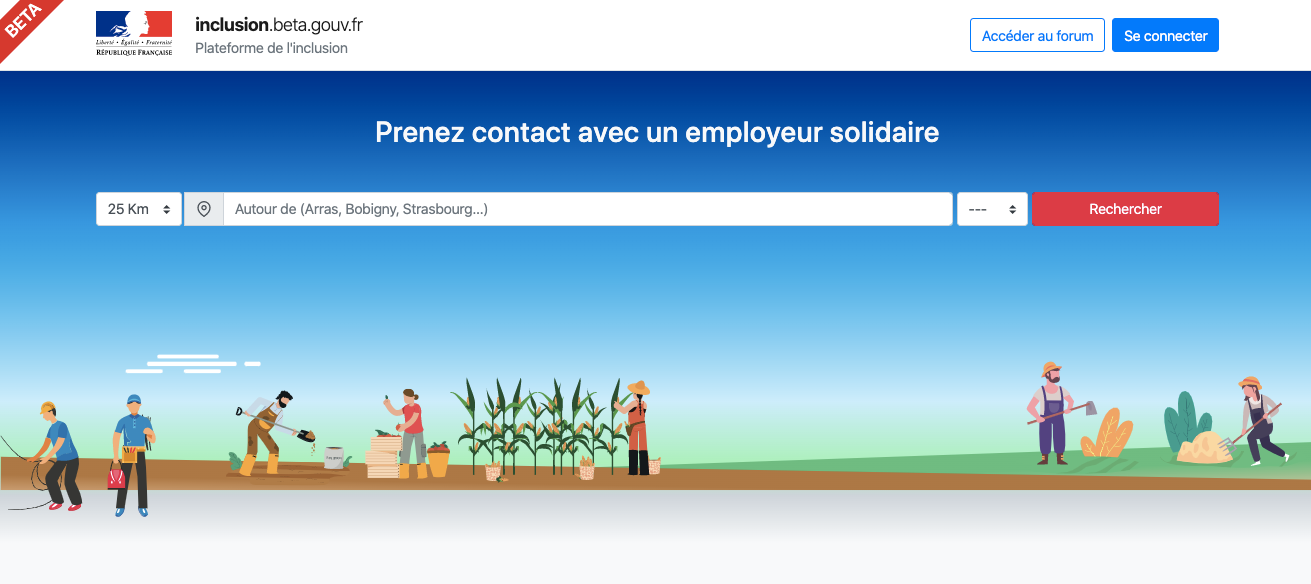 BETA
inclusion.beta.gouv.fr
Plateforme de l'inclusion
Liberté • Égalité • Fraternité
RÉPUBLIQUE FRANÇAISE
Accéder au forum
Se connecter
Prenez contact avec un employeur solidaire
25 Km
Autour de (Arras, Bobigny, Strasbourg...)
---
Rechercher